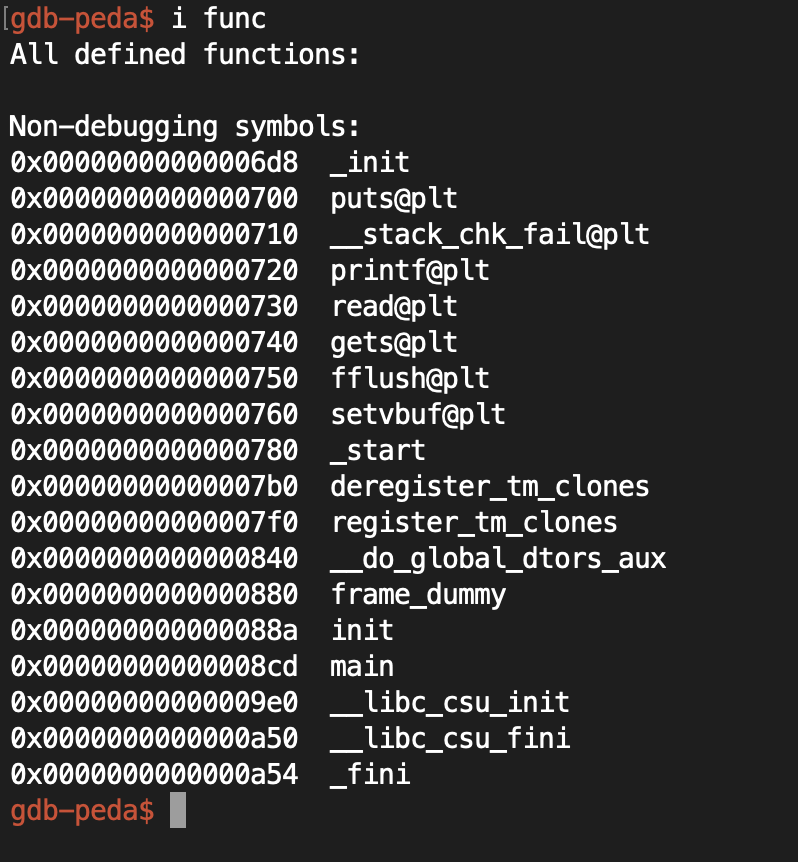 [gdb-peda$ i func
All defined functions:
Non-debugging symbols:
0x00000000000006d8  _init
0x0000000000000700  puts@plt
0x0000000000000710  __stack_chk_fail@plt
0x0000000000000720  printf@plt
0x0000000000000730  read@plt
0x0000000000000740  gets@plt
0x0000000000000750  fflush@plt
0x0000000000000760  setvbuf@plt
0x0000000000000780  _start
0x00000000000007b0  deregister_tm_clones
0x00000000000007f0  register_tm_clones
0x0000000000000840  __do_global_dtors_aux
0x0000000000000880  frame_dummy
0x000000000000088a  init
0x00000000000008cd  main
0x00000000000009e0  __libc_csu_init
0x0000000000000a50  __libc_csu_fini
0x0000000000000a54  _fini
gdb-peda$